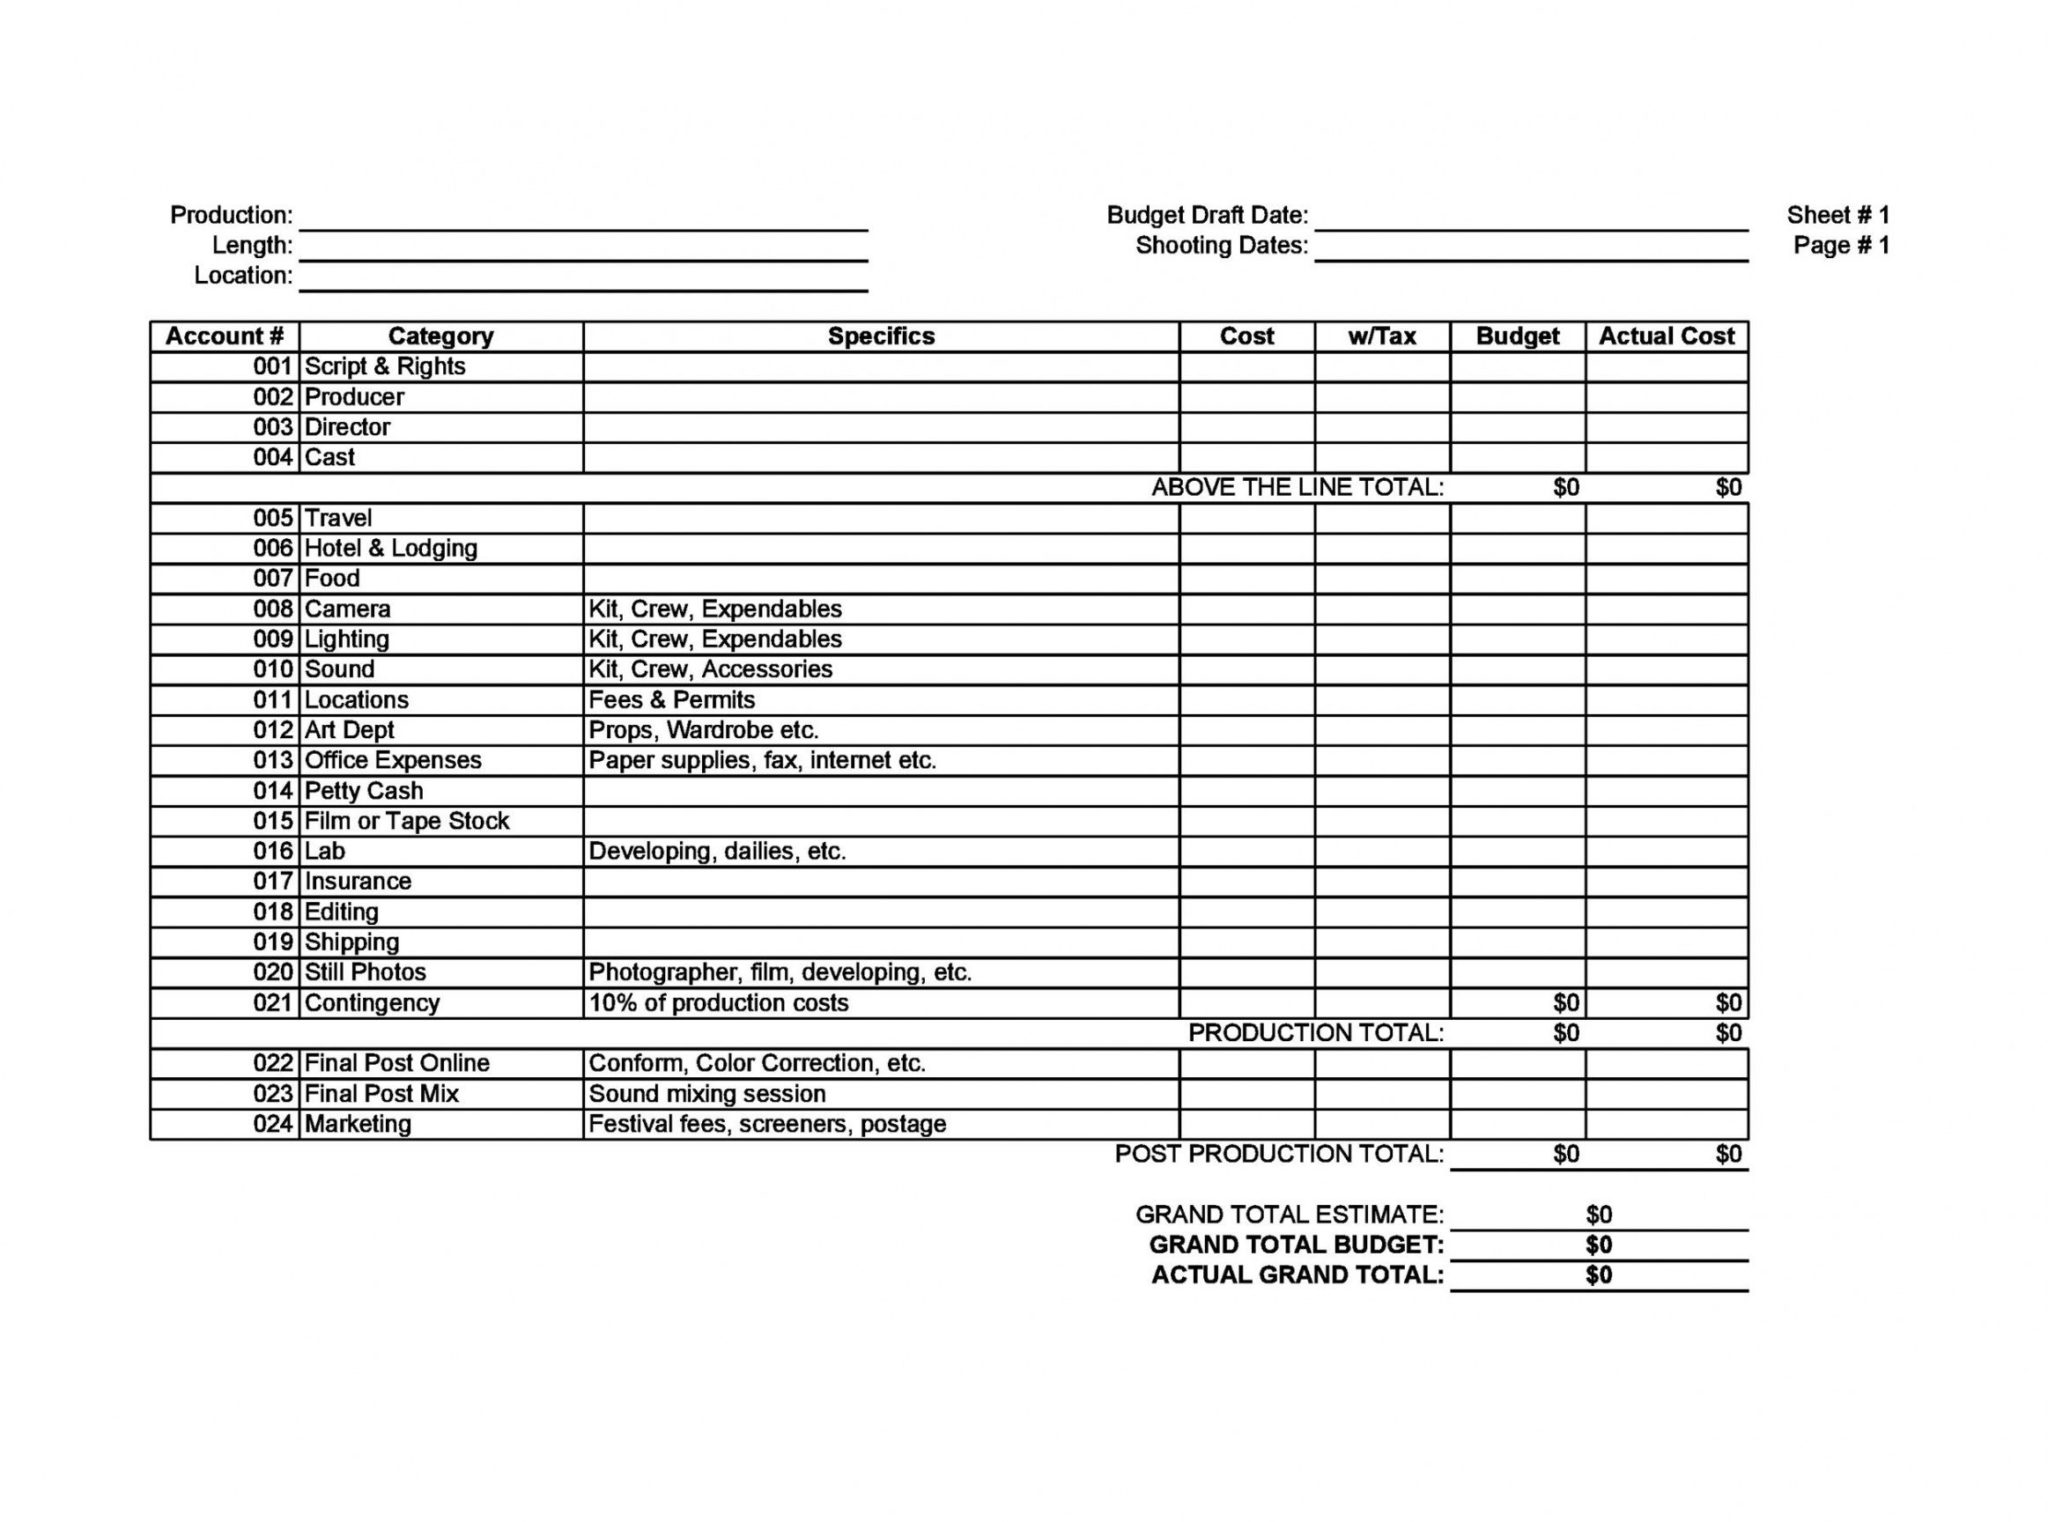 Production: Budget Draft Date: Sheet # 1
Length: Shooting Dates: Page # 1
Location:
Account # Category Specifics Cost w/Tax Budget Actual Cost
001 Script & Rights
002 Producer
003 Director
004 Cast
ABOVE THE LINE TOTAL: $0 $0
005 Travel
006 Hotel & Lodging
007 Food
008 Camera Kit, Crew, Expendables
009 Lighting Kit, Crew, Expendables
010 Sound Kit, Crew, Accessories
011 Locations Fees & Permits
012 Art Dept Props, Wardrobe etc.
013 Office Expenses Paper supplies, fax, internet etc.
014 Petty Cash
015 Film or Tape Stock
016 Lab Developing, dailies, etc.
017 Insurance
018 Editing
019 Shipping
020 Still Photos Photographer, film, developing, etc.
021 Contingency 10% of production costs $0 $0
PRODUCTION TOTAL: $0 $0
022 Final Post Online Conform, Color Correction, etc.
023 Final Post Mix Sound mixing session
024 Marketing Festival fees, screeners, postage
POST PRODUCTION TOTAL: $0 $0
GRAND TOTAL ESTIMATE: $0
GRAND TOTAL BUDGET: $0
ACTUAL GRAND TOTAL: $0